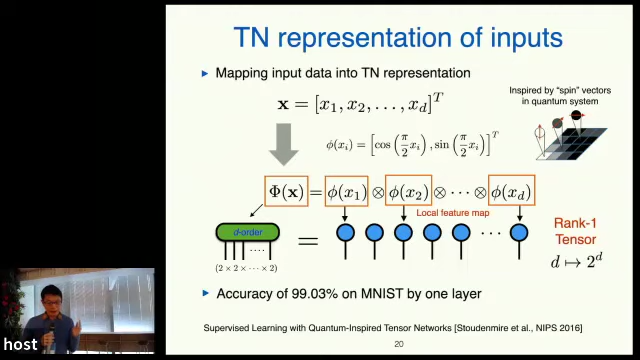 TN representation of inputs
▸ Mapping input data into TN representation
x = [x₁, x₂, ..., x_d]^T
Inspired by “spin” vectors
in quantum system
ϕ(x_i) = [cos(π/2 x_i), sin(π/2 x_i)]^T
Φ(x) = ϕ(x₁) ⊗ ϕ(x₂) ⊗ ⋯ ⊗ ϕ(x_d)
Local feature map
d-order
=
...
....
(2 × 2 × ⋯ × 2)
Rank-1
Tensor
d ↦ 2^d
▸ Accuracy of 99.03% on MNIST by one layer
Supervised Learning with Quantum-Inspired Tensor Networks [Stoudenmire et al., NIPS 2016]
20
host